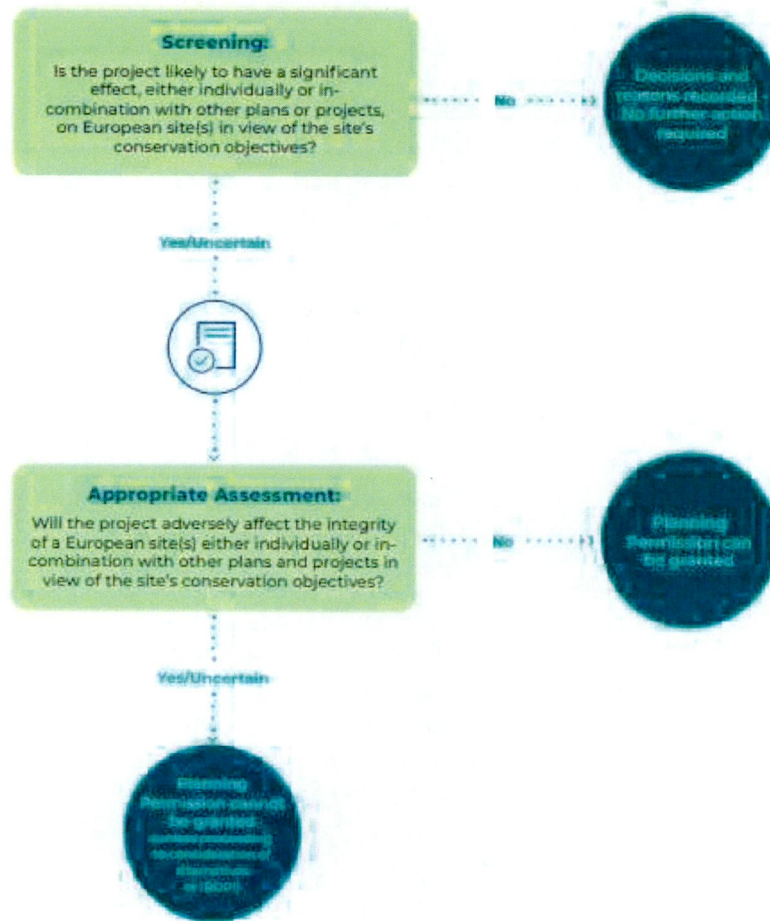 Screening:
Is the project likely to have a significant
effect, either individually or in-
combination with other plans or projects,
on European site(s) in view of the site's
conservation objectives?
No
Decisions and
reasons recorded -
No further action
required
Yes/Uncertain
Appropriate Assessment:
Will the project adversely affect the integrity
of a European site(s) either individually or in-
combination with other plans and projects in
view of the site's conservation objectives?
No
Planning
Permission can
be granted
Yes/Uncertain
Planning
Permission cannot
be granted